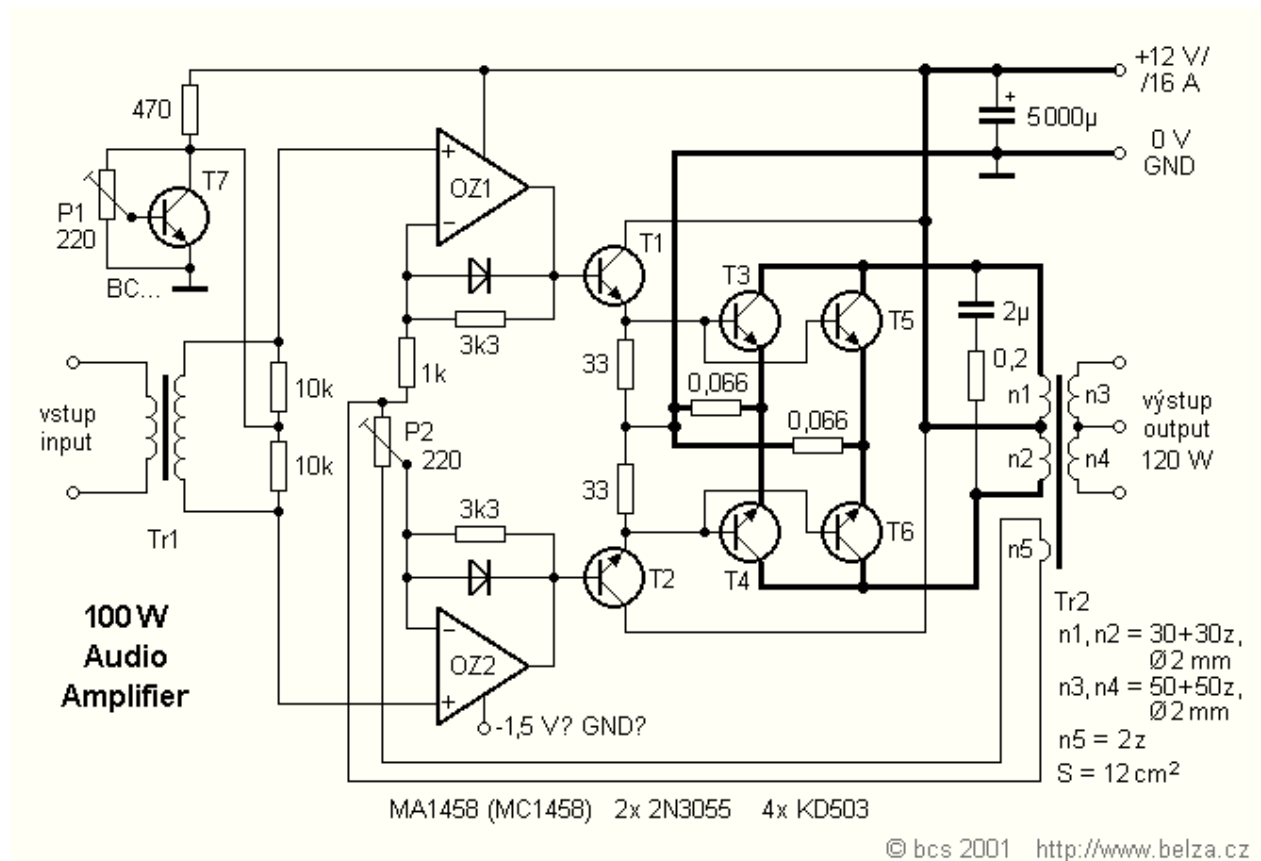 +12 V/
/16 A
470
+
5000µ
0 V
GND
T7
P1
220
BC...
+
OZ1
−
T1
T3
T5
3k3
2µ
0,2
1k
33
0,066
0,066
n1
n3
n2
n4
výstup
output
120 W
vstup
input
10k
10k
Tr1
P2
220
3k3
33
T4
T6
T2
n5
−
OZ2
+
-1,5 V? GND?
100 W
Audio
Amplifier
Tr2
n1, n2 = 30+30z,
Ø 2 mm
n3, n4 = 50+50z,
Ø 2 mm
n5 = 2z
S = 12 cm²
MA1458 (MC1458) 2x 2N3055 4x KD503
© bcs 2001 http://www.belza.cz